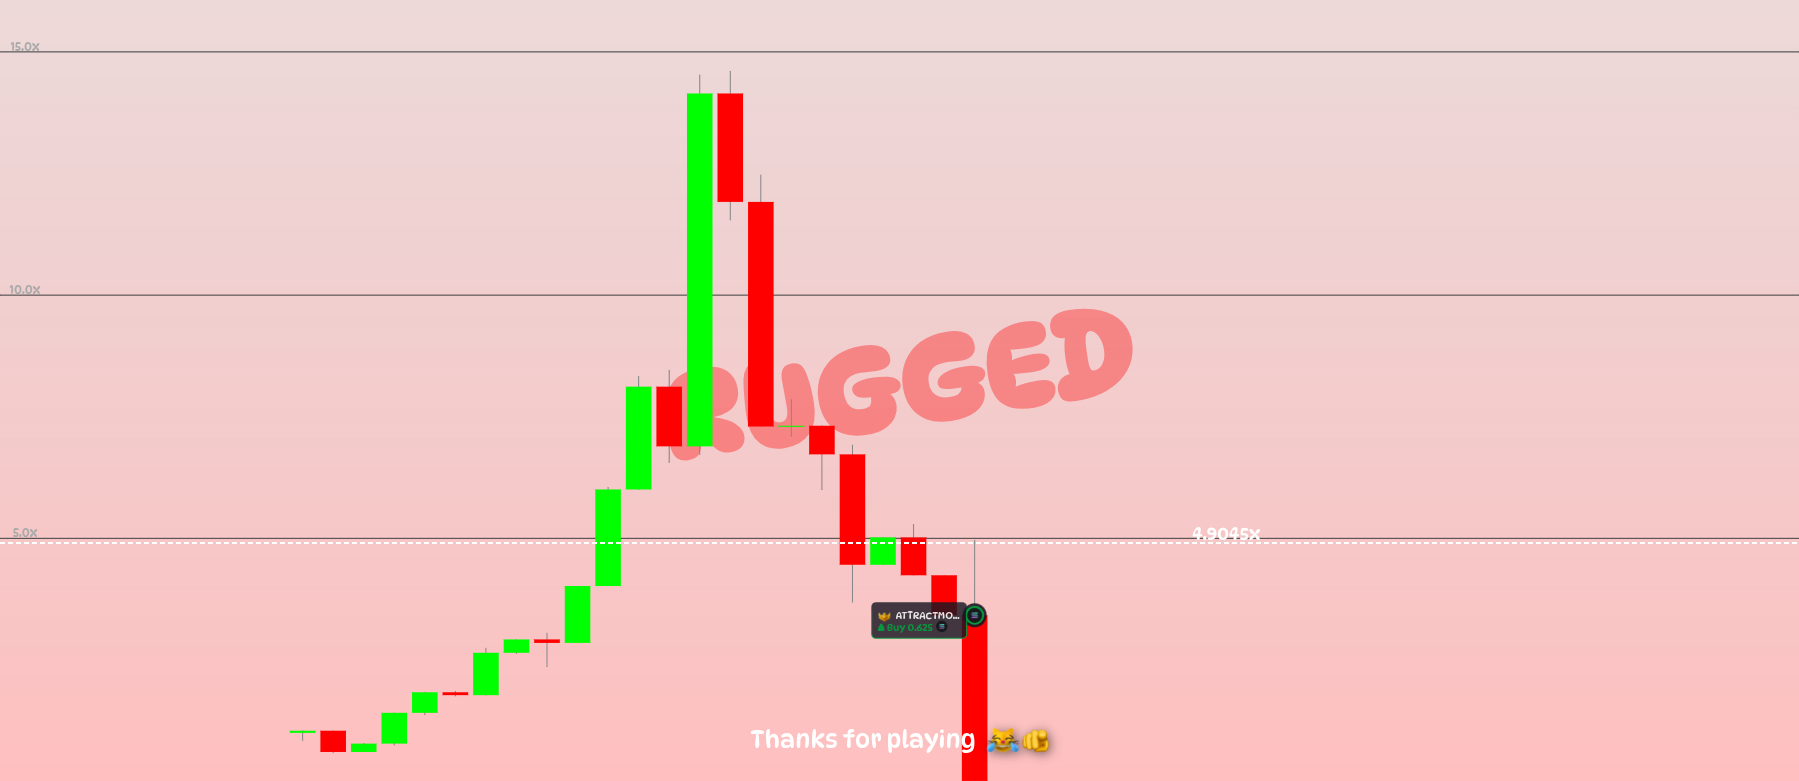 15.0X
10.0X
RUGGED
5.0X
4.9045X
ATTRACTMO...
Buy 0.625
Thanks for playing